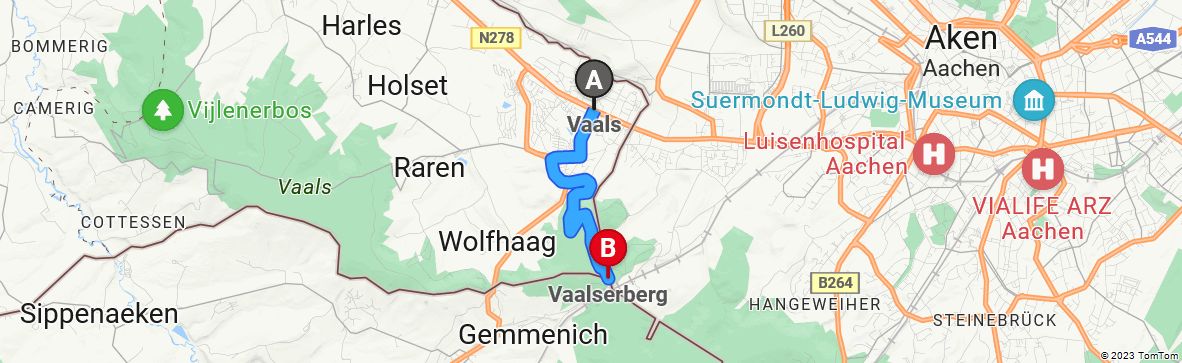 Harles
BOMMERIG
N278
L260
Aken
Aachen
A544
Holset
A
CAMERIG
Vijlenerbos
Suermondt-Ludwig-Museum
Vaals
Luisenhospital
Aachen
H
H
Raren
Vaals
VIALIFE ARZ
Aachen
COTTESSEN
Wolfhaag
B
B264
Vaalserberg
HANGEWEIHER
Sippenaeken
STEINEBRÜCK
Gemmenich
© 2023 TomTom